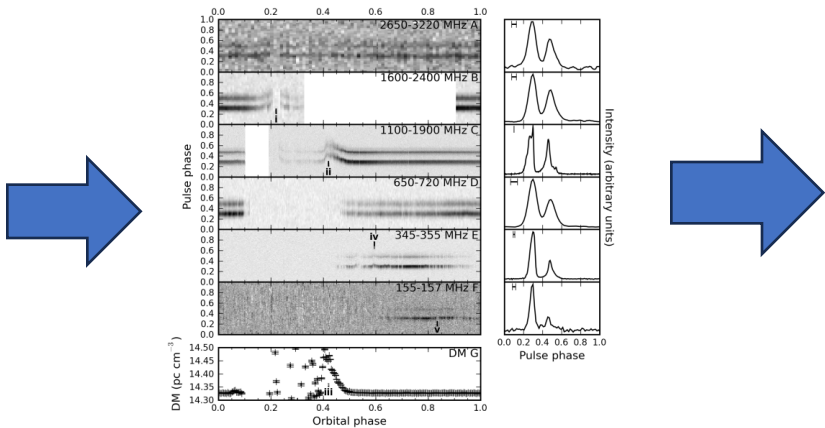 0.0 0.2 0.4 0.6 0.8 1.0
1.0
0.8
0.6
0.4
0.2
0.0
2650-3220 MHz A
0.8
0.6
0.4
0.2
0.0
1600-2400 MHz B
i
0.8
0.6
0.4
0.2
0.0
1100-1900 MHz C
ii
0.8
0.6
0.4
0.2
0.0
650-720 MHz D
0.8
0.6
0.4
0.2
0.0
iv
345-355 MHz E
0.8
0.6
0.4
0.2
0.0
155-157 MHz F
v
Pulse phase
14.50
14.45
14.40
14.35
14.30
DM G
iii
DM (pc cm⁻³)
0.0 0.2 0.4 0.6 0.8 1.0
Orbital phase
0.0 0.2 0.4 0.6 0.8 1.0
Pulse phase
Intensity (arbitrary units)